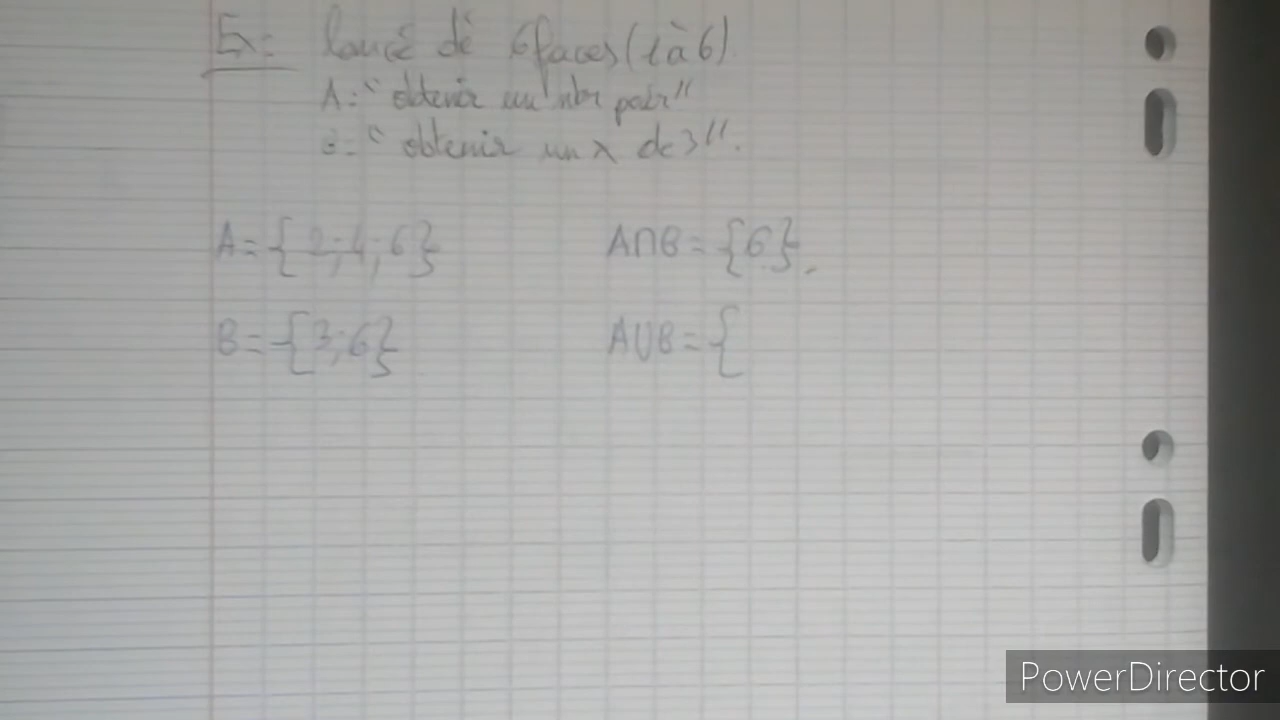 Ex: lancé dé 6 faces (1 à 6)
A = "obtenir un nbr pair"
B = "obtenir un x de 3".
A = {2;4;6}
A∩B = {6}.
B = {3;6}
A∪B = {
PowerDirector